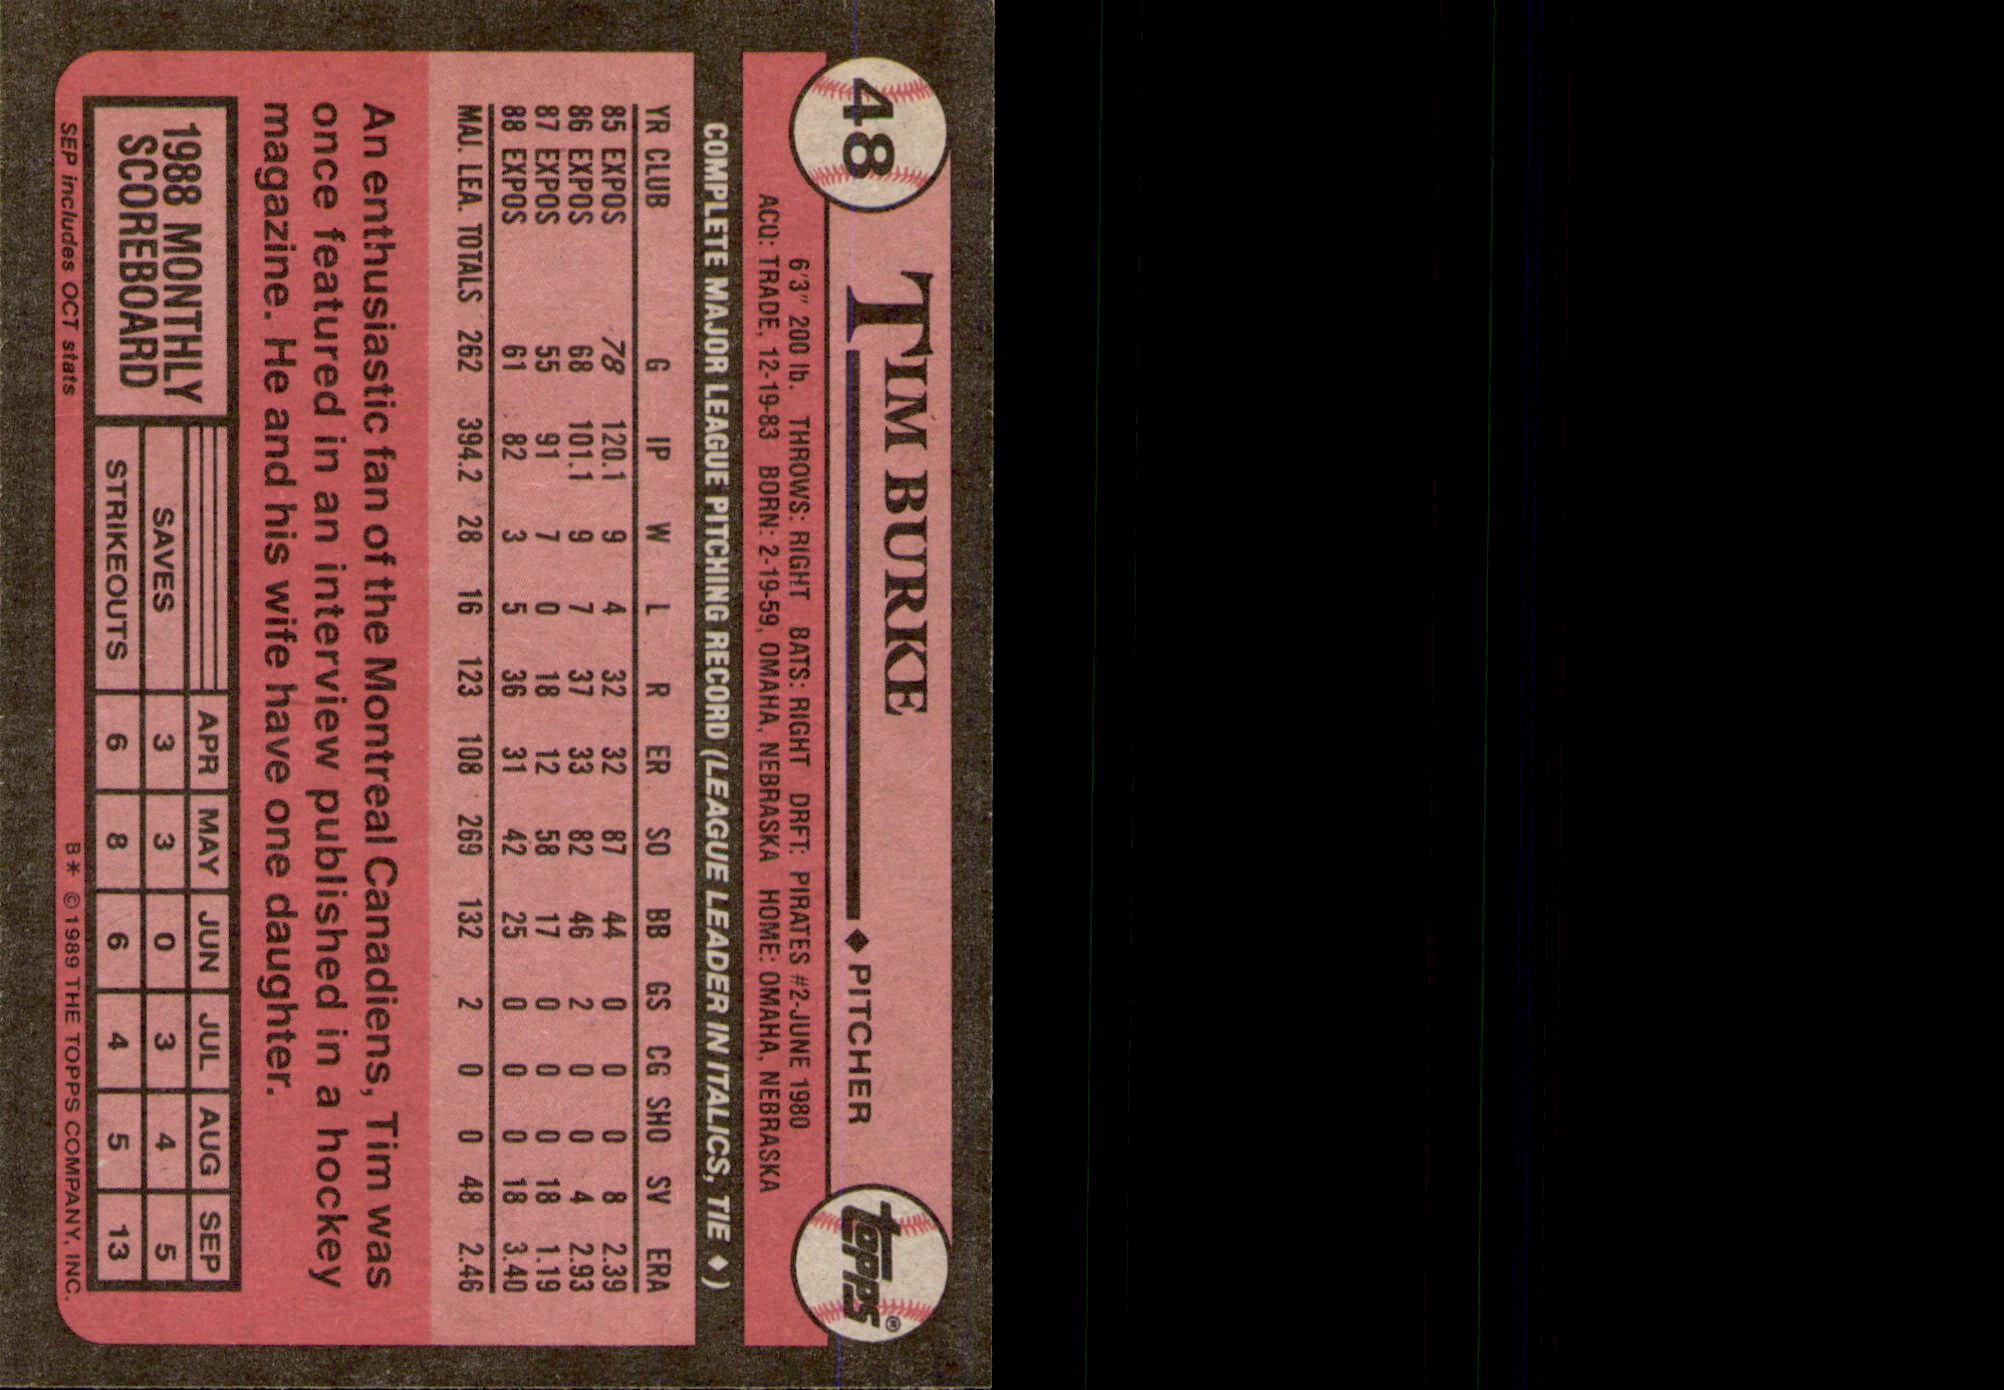 48
TIM BURKE
◆ PITCHER
topps®
6'3" 200 lb. THROWS: RIGHT BATS: RIGHT DRFT: PIRATES #2-JUNE 1980
ACQ: TRADE, 12-19-83 BORN: 2-19-59, OMAHA, NEBRASKA HOME: OMAHA, NEBRASKA
COMPLETE MAJOR LEAGUE PITCHING RECORD (LEAGUE LEADER IN ITALICS, TIE ◆)
YR CLUB G IP W L R ER SO BB GS CG SHO SV ERA
85 EXPOS 78 120.1 9 4 32 32 87 44 0 0 0 8 2.39
86 EXPOS 68 101.1 9 7 37 33 82 46 2 0 0 4 2.93
87 EXPOS 55 91 7 0 18 12 58 17 0 0 0 18 1.19
88 EXPOS 61 82 3 5 36 31 42 25 0 0 0 18 3.40
MAJ. LEA. TOTALS 262 394.2 28 16 123 108 269 132 2 0 0 48 2.46
An enthusiastic fan of the Montreal Canadiens, Tim was
once featured in an interview published in a hockey
magazine. He and his wife have one daughter.
1988 MONTHLY
SCOREBOARD
APR MAY JUN JUL AUG SEP
SAVES 3 3 0 3 4 5
STRIKEOUTS 6 8 6 4 5 13
SEP includes OCT stats
B* ©1989 THE TOPPS COMPANY, INC.